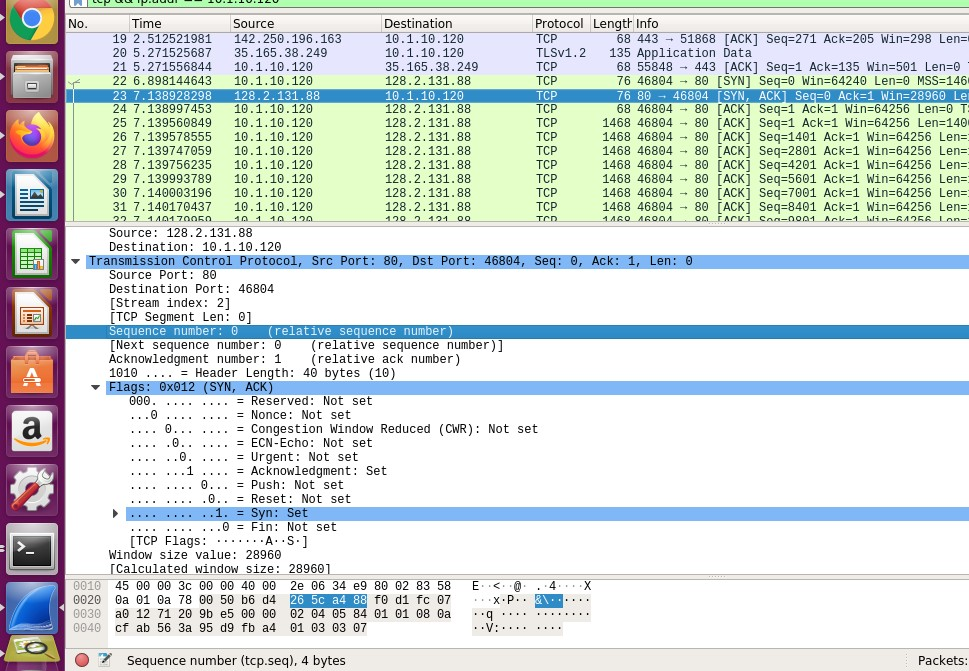 tcp && ip.addr == 10.1.10.120
No. Time Source Destination Protocol Length Info
19 2.512521981 142.250.196.163 10.1.10.120 TCP 68 443 → 51868 [ACK] Seq=271 Ack=205 Win=298 Len=0
20 5.271525687 35.165.38.249 10.1.10.120 TLSv1.2 135 Application Data
21 5.271556844 10.1.10.120 35.165.38.249 TCP 68 55848 → 443 [ACK] Seq=1 Ack=135 Win=501 Len=0
22 6.898144643 10.1.10.120 128.2.131.88 TCP 76 46804 → 80 [SYN] Seq=0 Win=64240 Len=0 MSS=146
23 7.138928298 128.2.131.88 10.1.10.120 TCP 76 80 → 46804 [SYN, ACK] Seq=0 Ack=1 Win=28960 Len
24 7.138997453 10.1.10.120 128.2.131.88 TCP 68 46804 → 80 [ACK] Seq=1 Ack=1 Win=64256 Len=0 T
25 7.139560849 10.1.10.120 128.2.131.88 TCP 1468 46804 → 80 [ACK] Seq=1 Ack=1 Win=64256 Len=140
26 7.139578555 10.1.10.120 128.2.131.88 TCP 1468 46804 → 80 [ACK] Seq=1401 Ack=1 Win=64256 Len=
27 7.139747059 10.1.10.120 128.2.131.88 TCP 1468 46804 → 80 [ACK] Seq=2801 Ack=1 Win=64256 Len=
28 7.139756235 10.1.10.120 128.2.131.88 TCP 1468 46804 → 80 [ACK] Seq=4201 Ack=1 Win=64256 Len=
29 7.139993789 10.1.10.120 128.2.131.88 TCP 1468 46804 → 80 [ACK] Seq=5601 Ack=1 Win=64256 Len=
30 7.140003196 10.1.10.120 128.2.131.88 TCP 1468 46804 → 80 [ACK] Seq=7001 Ack=1 Win=64256 Len=
31 7.140170437 10.1.10.120 128.2.131.88 TCP 1468 46804 → 80 [ACK] Seq=8401 Ack=1 Win=64256 Len=
32 7.140179959 10.1.10.120 128.2.131.88 TCP 1468 46804 → 80 [ACK] Seq=9801 Ack=1 Win=64256 Len=
Source: 128.2.131.88
Destination: 10.1.10.120
Transmission Control Protocol, Src Port: 80, Dst Port: 46804, Seq: 0, Ack: 1, Len: 0
Source Port: 80
Destination Port: 46804
[Stream index: 2]
[TCP Segment Len: 0]
Sequence number: 0 (relative sequence number)
[Next sequence number: 0 (relative sequence number)]
Acknowledgment number: 1 (relative ack number)
1010 .... = Header Length: 40 bytes (10)
Flags: 0x012 (SYN, ACK)
000. .... .... = Reserved: Not set
...0 .... .... = Nonce: Not set
.... 0... .... = Congestion Window Reduced (CWR): Not set
.... .0.. .... = ECN-Echo: Not set
.... ..0. .... = Urgent: Not set
.... ...1 .... = Acknowledgment: Set
.... .... 0... = Push: Not set
.... .... .0.. = Reset: Not set
.... .... ..1. = Syn: Set
.... .... ...0 = Fin: Not set
[TCP Flags: ·······A··S·]
Window size value: 28960
[Calculated window size: 28960]
0010 45 00 00 3c 00 00 40 00 2e 06 34 e9 80 02 83 58 E··<··@· .·4····X
0020 0a 01 0a 78 00 50 b6 d4 26 5c a4 88 f0 d1 fc 07 ···x·P·· &\······
0030 a0 12 71 20 9b e5 00 00 02 04 05 84 01 01 08 0a ··q ···· ········
0040 cf ab 56 3a 95 d9 fb a4 01 03 03 07 ··V:···· ····
Sequence number (tcp.seq), 4 bytes Packets: